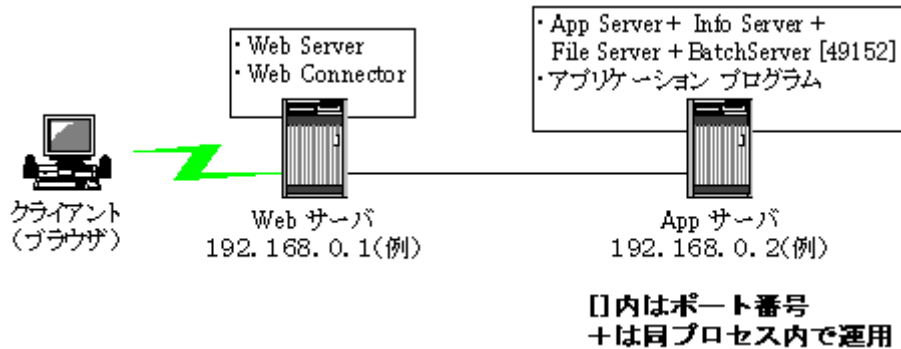 ・Web Server
・Web Connector
・App Server+ Info Server+
File Server+BatchServer [49152]
・アプリケーション プログラム
クライアント
(ブラウザ)
Web サーバ
192.168.0.1(例)
App サーバ
192.168.0.2(例)
[]内はポート番号
+は同プロセス内で運用